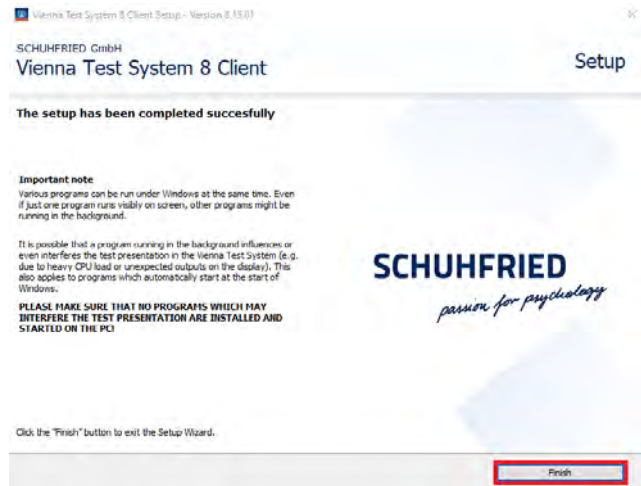 Vienna Test System 8 Client Setup - Version 8.15.01
SCHUHFRIED GmbH
Vienna Test System 8 Client
Setup
The setup has been completed succesfully
Important note
Various programs can be run under Windows at the same time. Even
if just one program runs visibly on screen, other programs might be
running in the background.
It is possible that a program running in the background influences or
even interferes the test presentation in the Vienna Test System (e.g.
due to heavy CPU load or unexpected outputs on the display). This
also applies to programs which automatically start at the start of
Windows.
PLEASE MAKE SURE THAT NO PROGRAMS WHICH MAY
INTERFERE THE TEST PRESENTATION ARE INSTALLED AND
STARTED ON THE PC!
SCHUHFRIED
passion for psychology
Click the "Finish" button to exit the Setup Wizard.
Finish